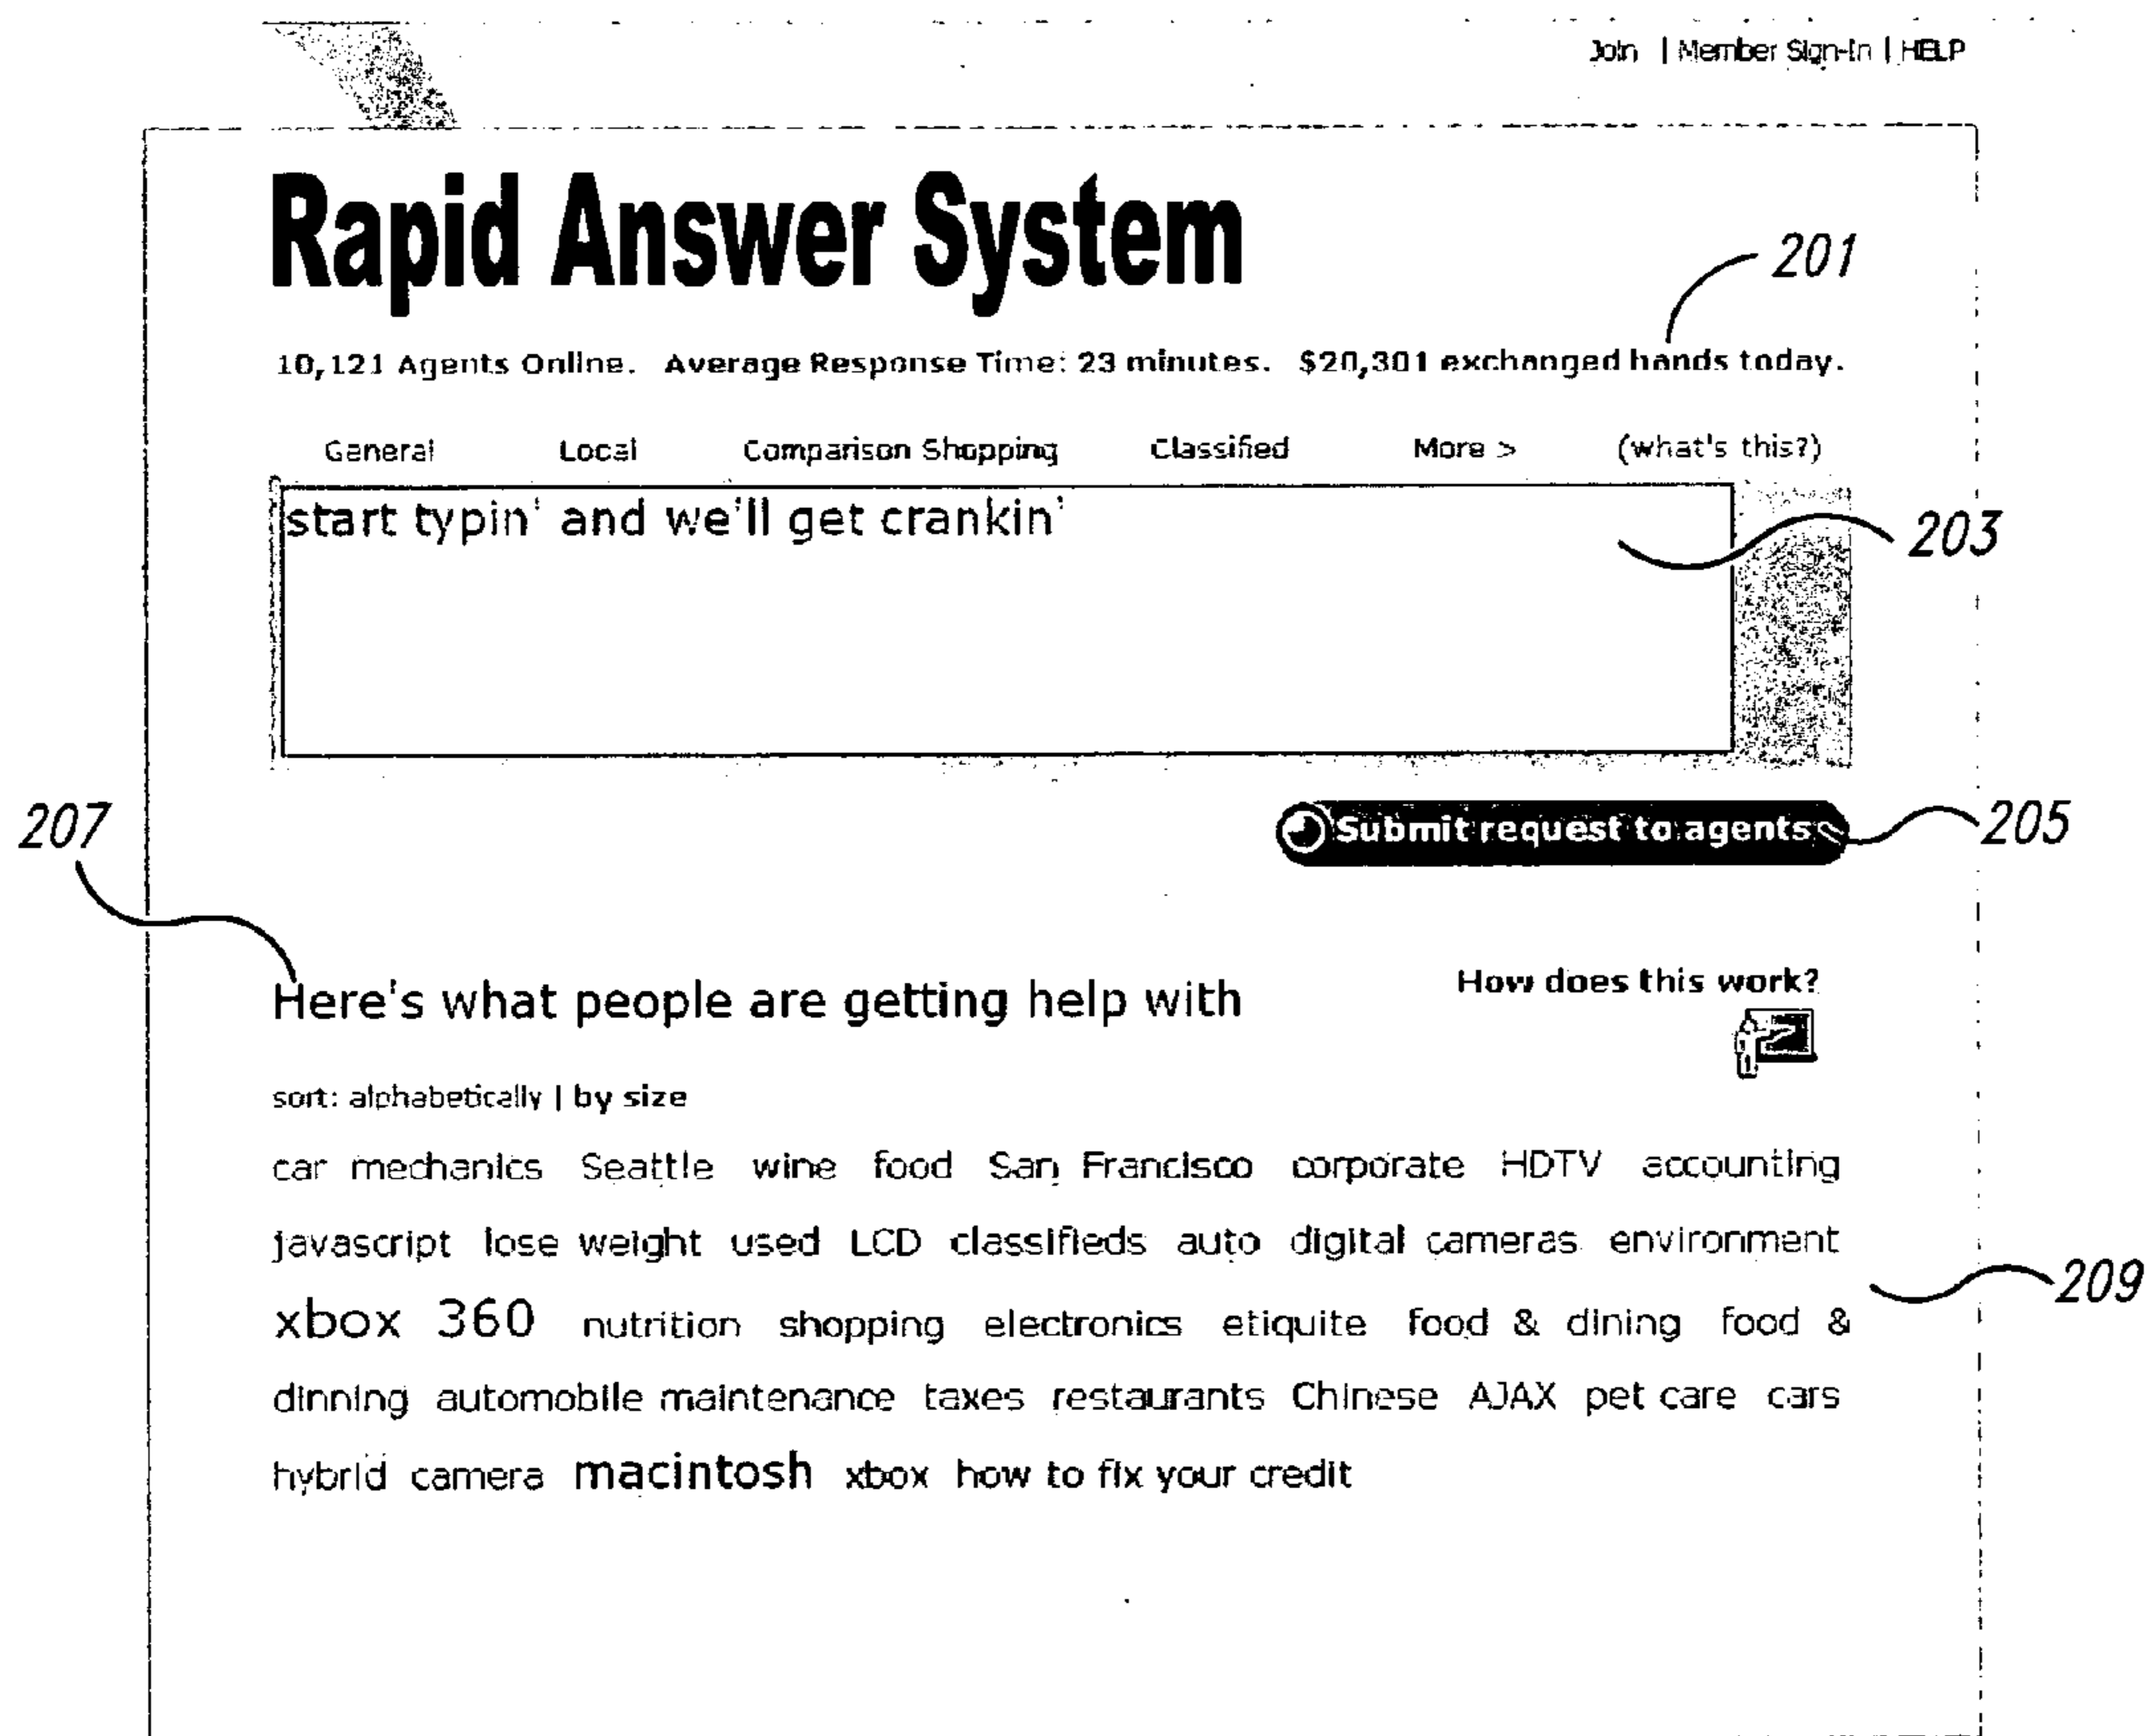 Join | Member Sign-In | HELP
Rapid Answer System
201
10,121 Agents Online. Average Response Time: 23 minutes. $20,301 exchanged hands today.
General Local Comparison Shopping Classified More > (what's this?)
start typin' and we'll get crankin'
203
207
Submit request to agents
205
Here's what people are getting help with
How does this work?
sort: alphabetically | by size
car mechanics Seattle wine food San Francisco corporate HDTV accounting
javascript lose weight used LCD classifieds auto digital cameras environment
209
xbox 360 nutrition shopping electronics etiquite food & dining food &
dinning automobile maintenance taxes restaurants Chinese AJAX pet care cars
hybrid camera macintosh xbox how to fix your credit